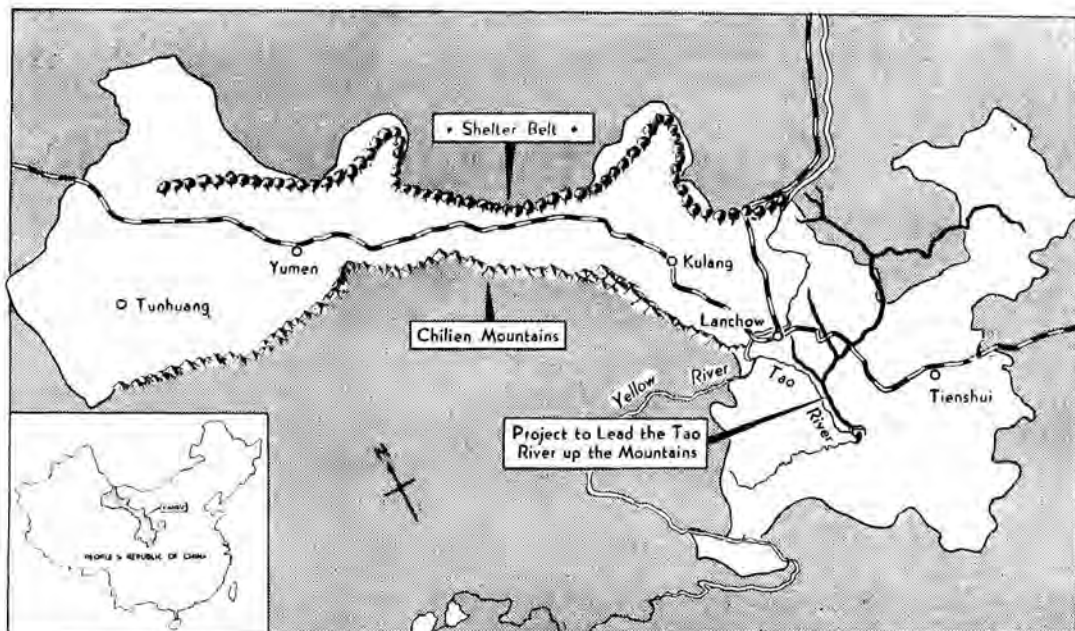 Shelter Belt
Yumen
Kulang
Tunhuang
Lanchow
Chilien Mountains
Yellow River
Tao River
Tienshui
Project to Lead the Tao
River up the Mountains
N
KANSU
PEOPLE'S REPUBLIC OF CHINA